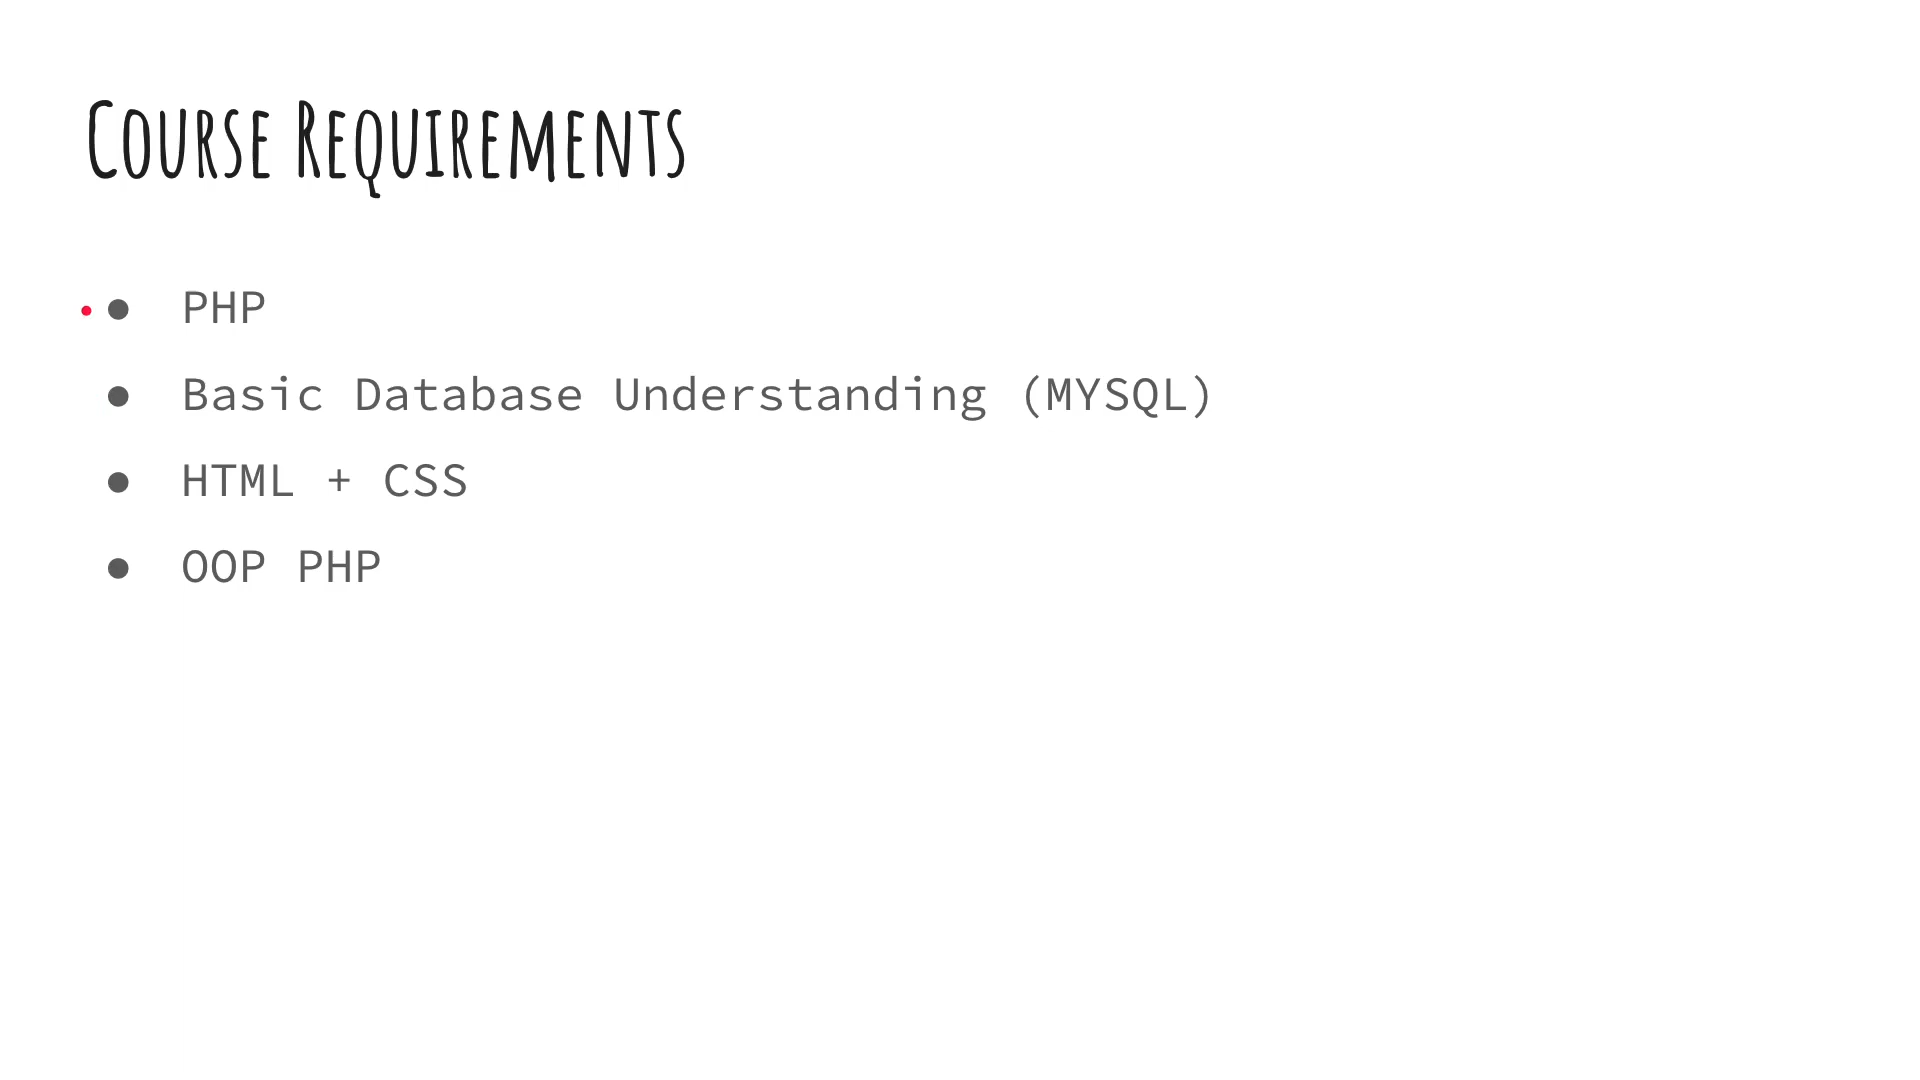 Course Requirements
● PHP
● Basic Database Understanding (MYSQL)
● HTML + CSS
● OOP PHP